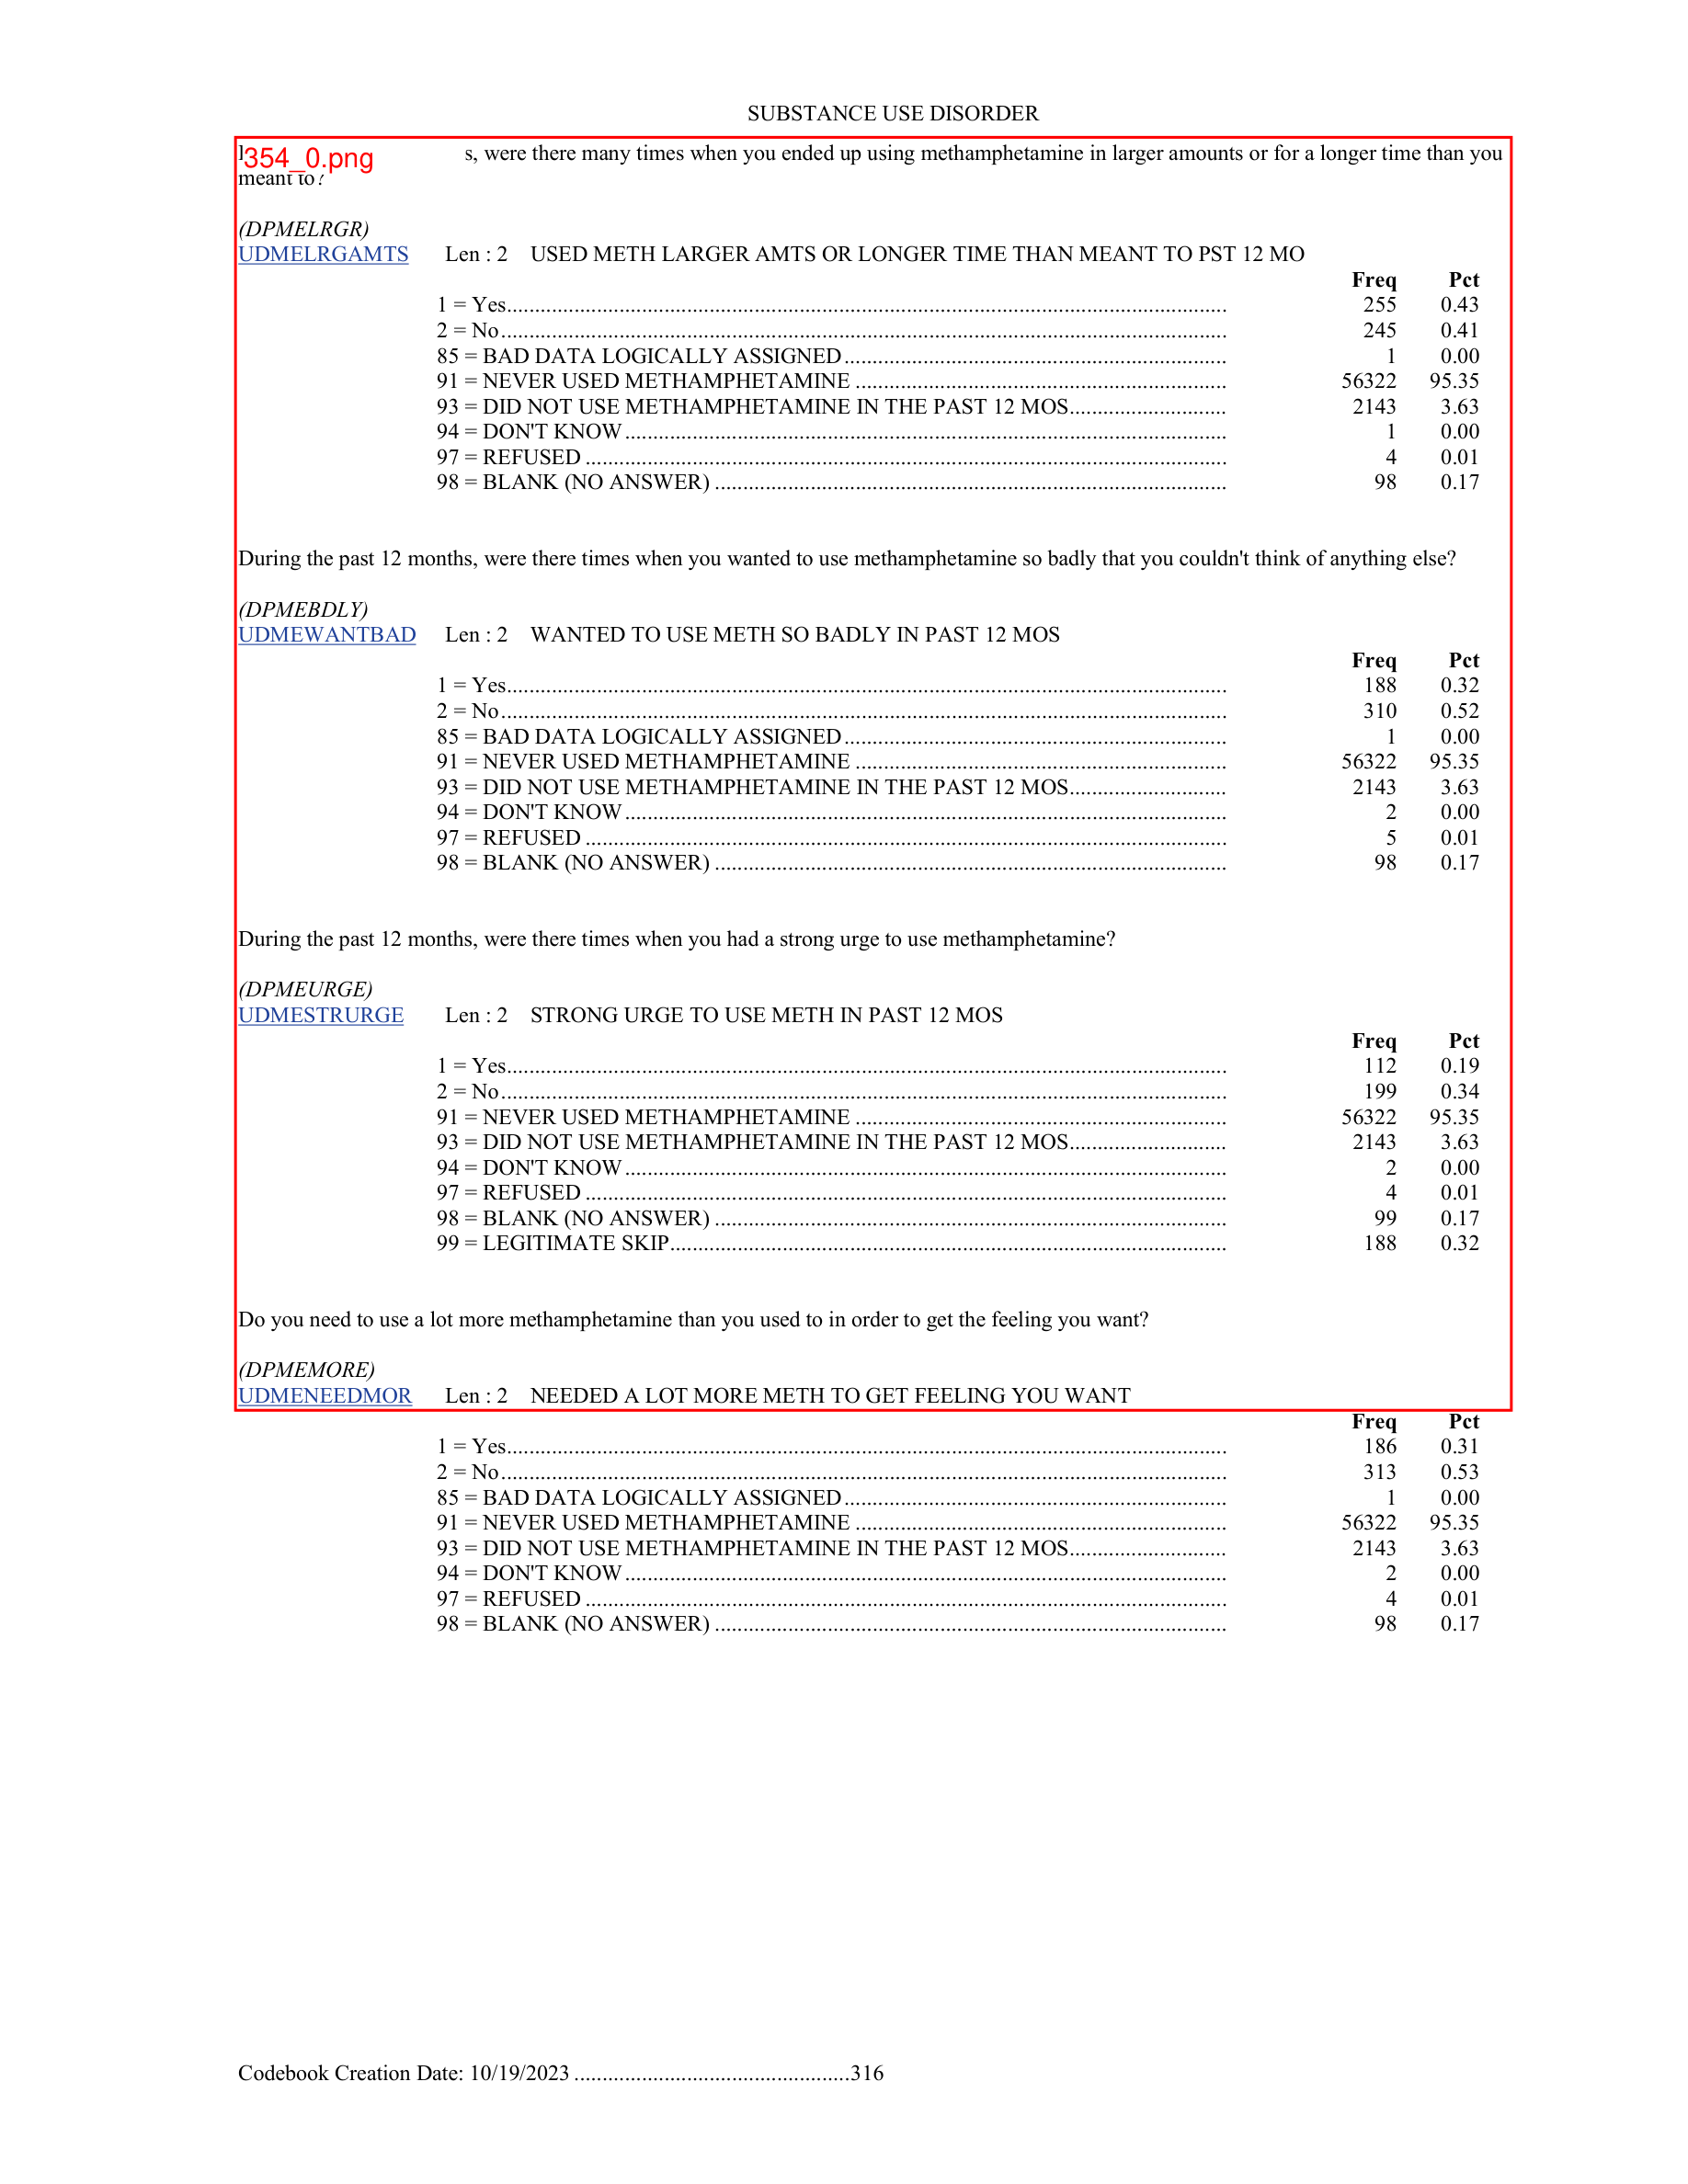 SUBSTANCE USE DISORDER
354_0.png s, were there many times when you ended up using methamphetamine in larger amounts or for a longer time than you
meant to?
(DPMELRGR)
UDMELRGAMTS Len : 2 USED METH LARGER AMTS OR LONGER TIME THAN MEANT TO PST 12 MO
Freq Pct
1 = Yes 255 0.43
2 = No 245 0.41
85 = BAD DATA LOGICALLY ASSIGNED 1 0.00
91 = NEVER USED METHAMPHETAMINE 56322 95.35
93 = DID NOT USE METHAMPHETAMINE IN THE PAST 12 MOS 2143 3.63
94 = DON'T KNOW 1 0.00
97 = REFUSED 4 0.01
98 = BLANK (NO ANSWER) 98 0.17
During the past 12 months, were there times when you wanted to use methamphetamine so badly that you couldn't think of anything else?
(DPMEBDLY)
UDMEWANTBAD Len : 2 WANTED TO USE METH SO BADLY IN PAST 12 MOS
Freq Pct
1 = Yes 188 0.32
2 = No 310 0.52
85 = BAD DATA LOGICALLY ASSIGNED 1 0.00
91 = NEVER USED METHAMPHETAMINE 56322 95.35
93 = DID NOT USE METHAMPHETAMINE IN THE PAST 12 MOS 2143 3.63
94 = DON'T KNOW 2 0.00
97 = REFUSED 5 0.01
98 = BLANK (NO ANSWER) 98 0.17
During the past 12 months, were there times when you had a strong urge to use methamphetamine?
(DPMEURGE)
UDMESTRURGE Len : 2 STRONG URGE TO USE METH IN PAST 12 MOS
Freq Pct
1 = Yes 112 0.19
2 = No 199 0.34
91 = NEVER USED METHAMPHETAMINE 56322 95.35
93 = DID NOT USE METHAMPHETAMINE IN THE PAST 12 MOS 2143 3.63
94 = DON'T KNOW 2 0.00
97 = REFUSED 4 0.01
98 = BLANK (NO ANSWER) 99 0.17
99 = LEGITIMATE SKIP 188 0.32
Do you need to use a lot more methamphetamine than you used to in order to get the feeling you want?
(DPMEMORE)
UDMENEEDMOR Len : 2 NEEDED A LOT MORE METH TO GET FEELING YOU WANT
Freq Pct
1 = Yes 186 0.31
2 = No 313 0.53
85 = BAD DATA LOGICALLY ASSIGNED 1 0.00
91 = NEVER USED METHAMPHETAMINE 56322 95.35
93 = DID NOT USE METHAMPHETAMINE IN THE PAST 12 MOS 2143 3.63
94 = DON'T KNOW 2 0.00
97 = REFUSED 4 0.01
98 = BLANK (NO ANSWER) 98 0.17
Codebook Creation Date: 10/19/2023 316